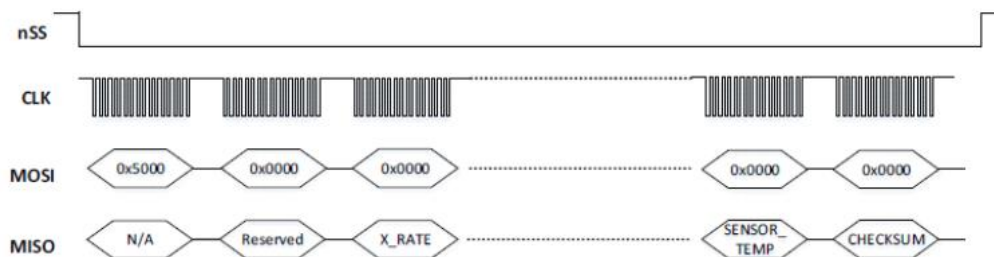 nSS
CLK
MOSI 0x5000 0x0000 0x0000 0x0000 0x0000
MISO N/A Reserved X_RATE SENSOR_ CHECKSUM
TEMP